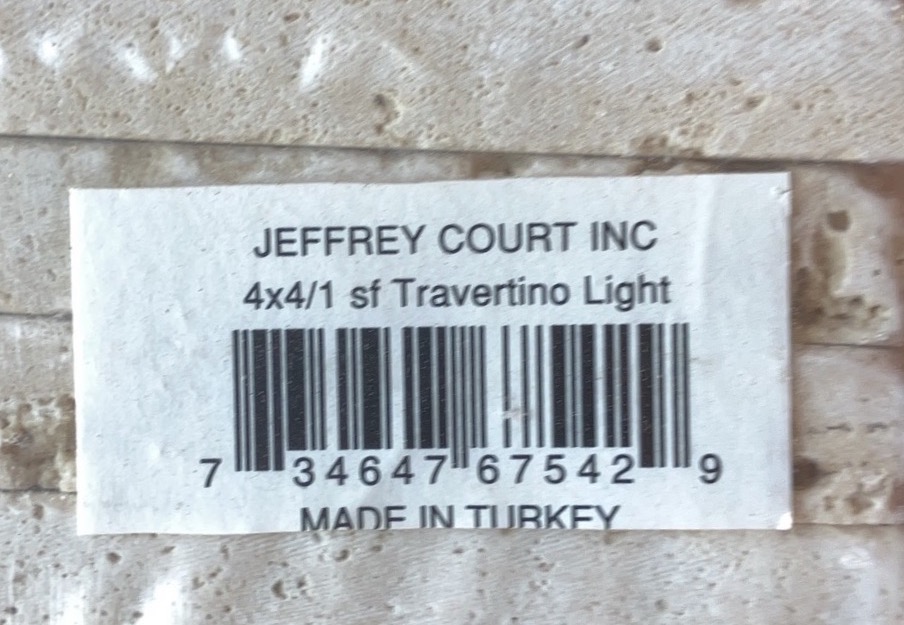 JEFFREY COURT INC
4x4/1 sf Travertino Light
7 34647 67542 9
MADE IN TURKEY